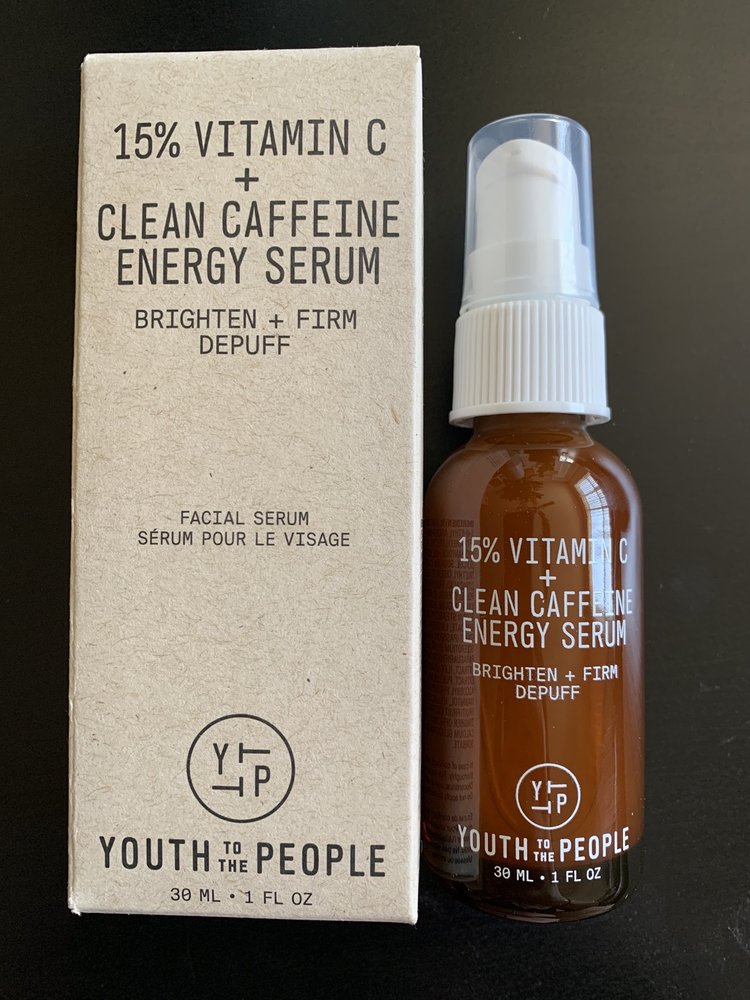 15% VITAMIN C
+
CLEAN CAFFEINE
ENERGY SERUM
BRIGHTEN + FIRM
DEPUFF
FACIAL SERUM
SÉRUM POUR LE VISAGE
YTTP
YOUTH TO THE PEOPLE
30 ML • 1 FL OZ
15% VITAMIN C
+
CLEAN CAFFEINE
ENERGY SERUM
BRIGHTEN + FIRM
DEPUFF
YTTP
YOUTH TO THE PEOPLE
30 ML • 1 FL OZ